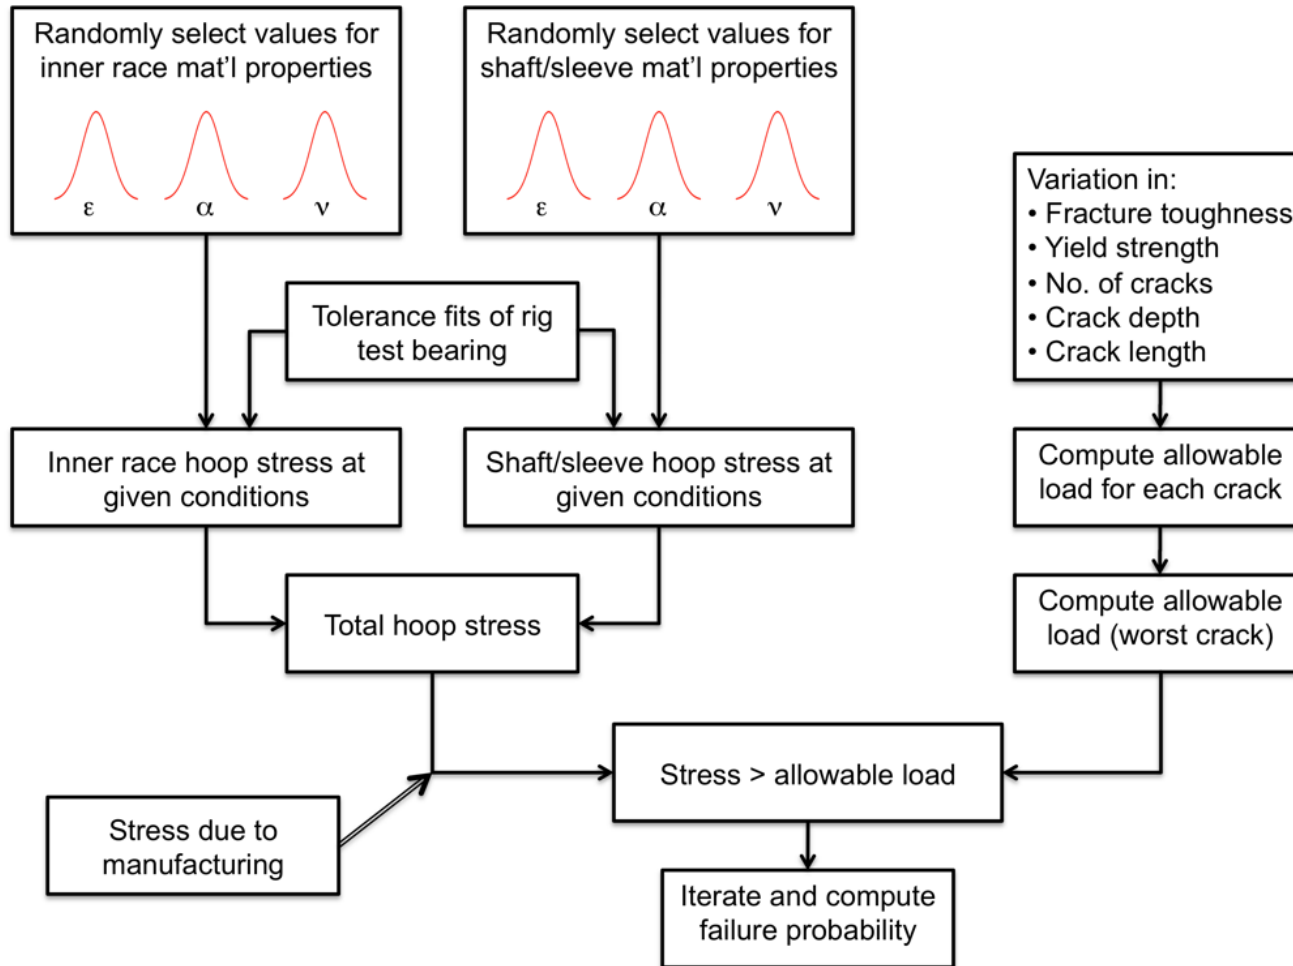 Randomly select values for
inner race mat’l properties
ε α ν
Randomly select values for
shaft/sleeve mat’l properties
ε α ν
Variation in:
• Fracture toughness
• Yield strength
• No. of cracks
• Crack depth
• Crack length
Tolerance fits of rig
test bearing
Inner race hoop stress at
given conditions
Shaft/sleeve hoop stress at
given conditions
Compute allowable
load for each crack
Total hoop stress
Compute allowable
load (worst crack)
Stress > allowable load
Stress due to
manufacturing
Iterate and compute
failure probability